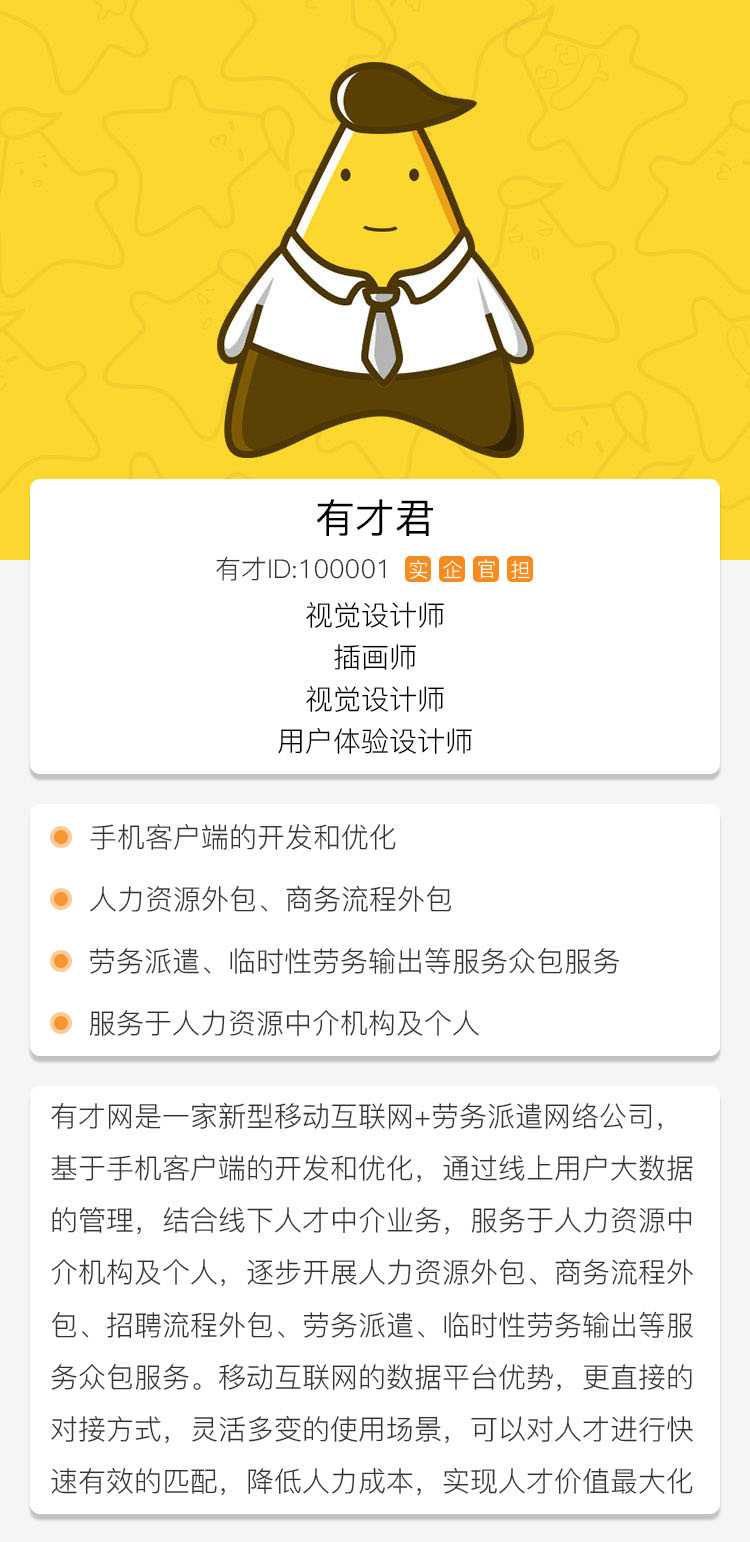 有才君
有才ID:100001 实 企 官 担
视觉设计师
插画师
视觉设计师
用户体验设计师
手机客户端的开发和优化
人力资源外包、商务流程外包
劳务派遣、临时性劳务输出等服务众包服务
服务于人力资源中介机构及个人
有才网是一家新型移动互联网+劳务派遣网络公司，
基于手机客户端的开发和优化，通过线上用户大数据
的管理，结合线下人才中介业务，服务于人力资源中
介机构及个人，逐步开展人力资源外包、商务流程外
包、招聘流程外包、劳务派遣、临时性劳务输出等服
务众包服务。移动互联网的数据平台优势，更直接的
对接方式，灵活多变的使用场景，可以对人才进行快
速有效的匹配，降低人力成本，实现人才价值最大化